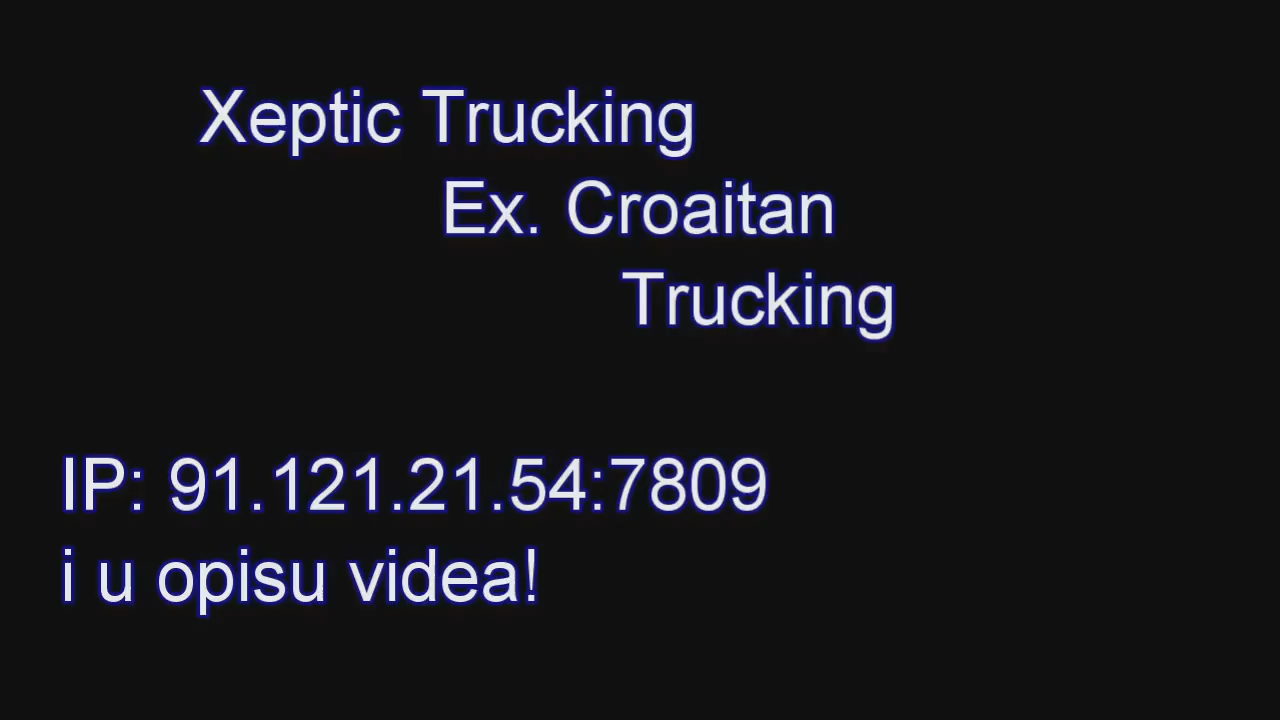 Xeptic Trucking
Ex. Croaitan
Trucking
IP: 91.121.21.54:7809
i u opisu videa!